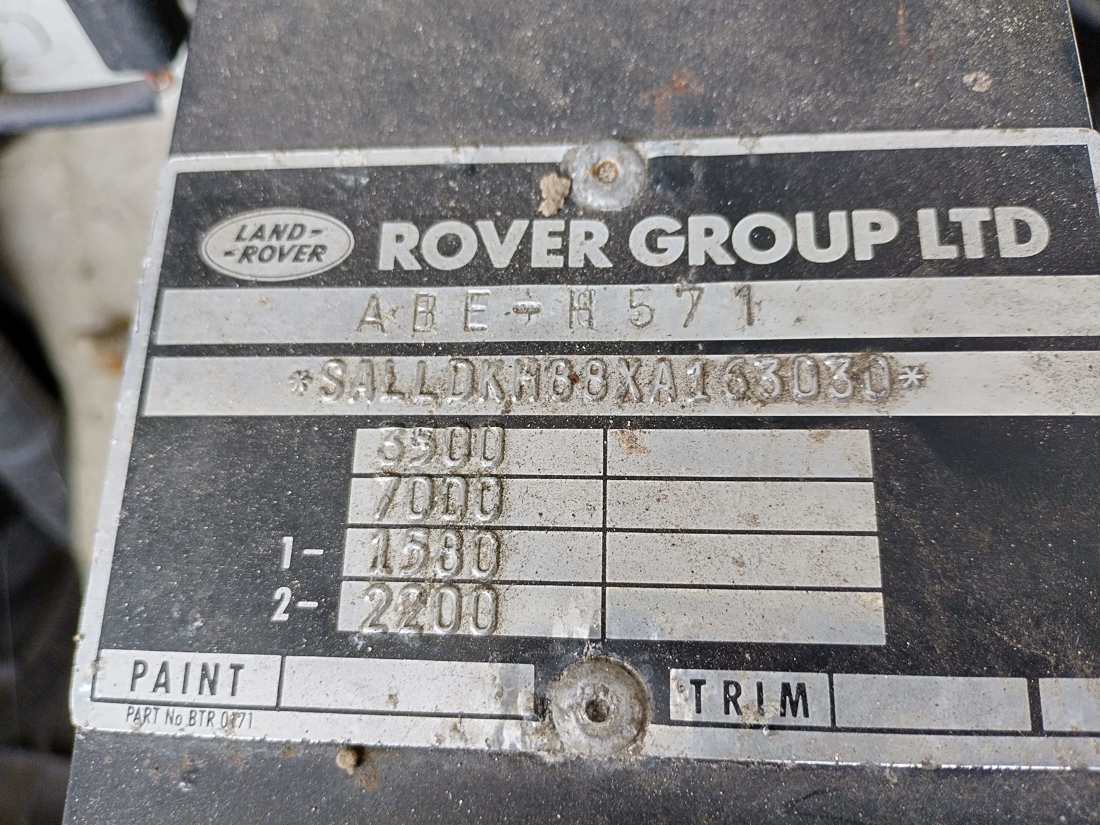 LAND-
-ROVER
ROVER GROUP LTD
ABE-H571
*SALLDKH88XA163030*
3500
7000
1- 1580
2- 2200
PAINT TRIM
PART No BTR 0171